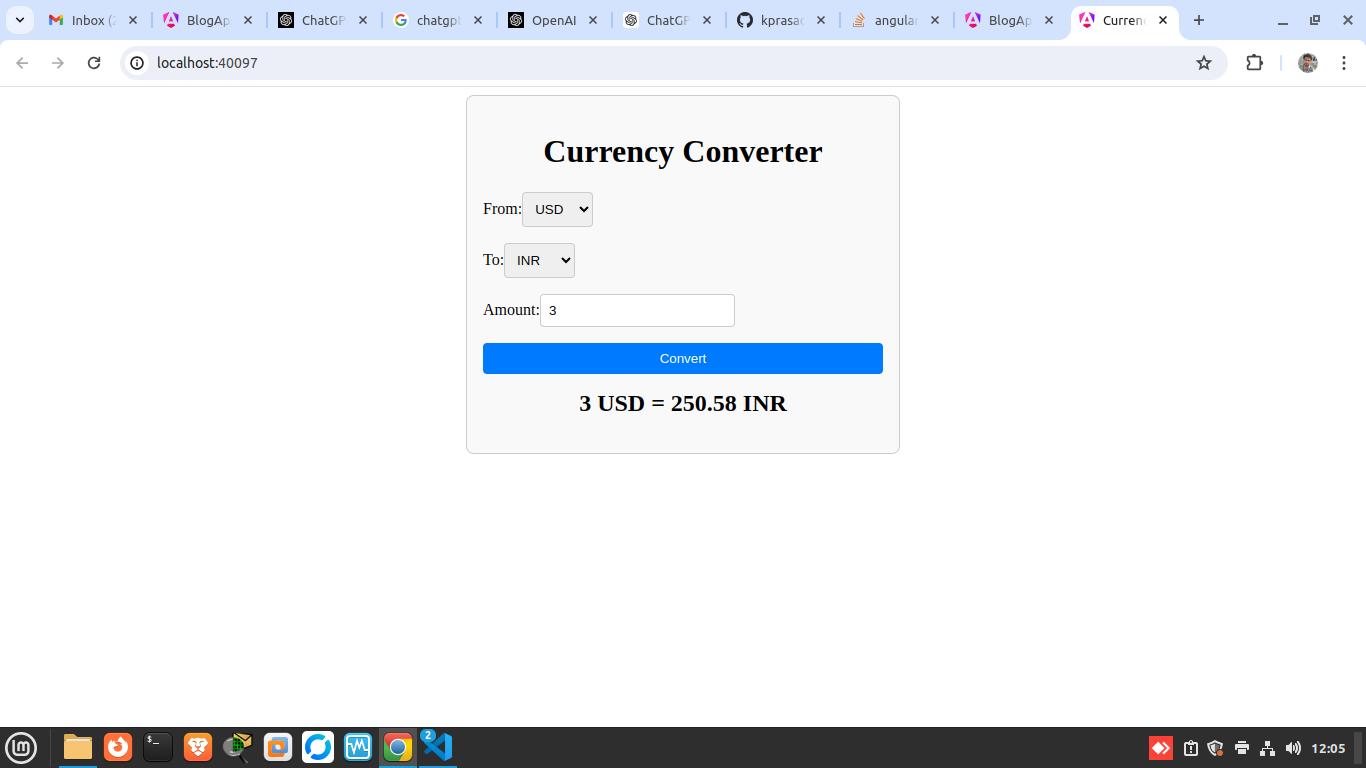 Inbox (2
BlogAp
ChatGP
chatgpt
OpenAI
ChatGP
kprasad
angular
BlogAp
Curren
localhost:40097
Currency Converter
From: USD
To: INR
Amount: 3
Convert
3 USD = 250.58 INR
2
12:05